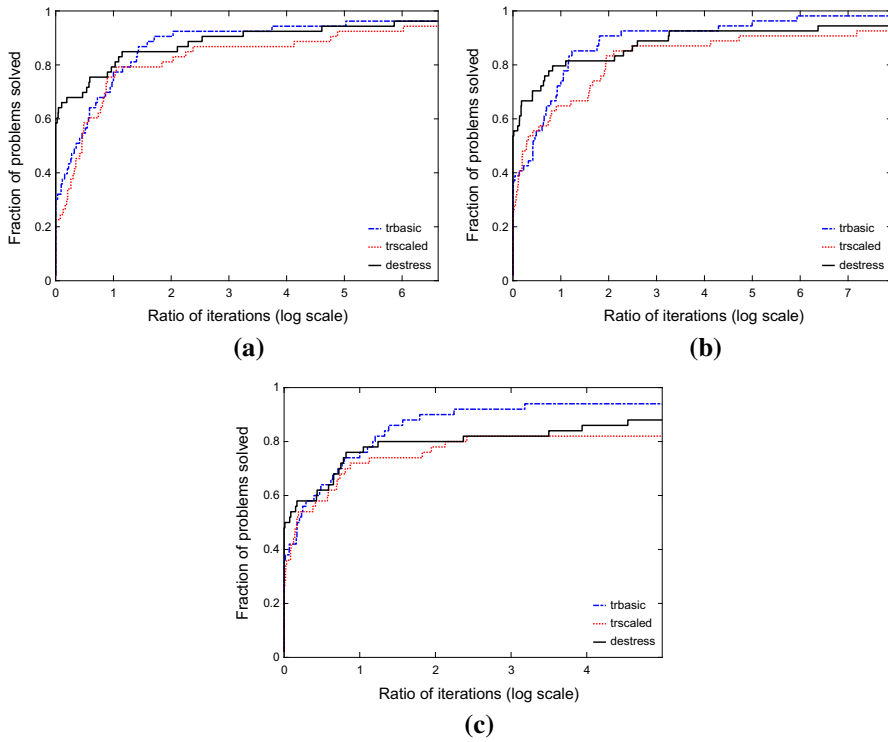 Fraction of problems solved
1
0.8
0.6
0.4
0.2
0
0 1 2 3 4 5 6
trbasic
trscaled
destress
Ratio of iterions (log scale)
(a)
Fraction of problems solved
1
0.8
0.6
0.4
0.2
0
0 1 2 3 4 5 6 7
trbasic
trscaled
destress
Ratio of iterions (log scale)
(b)
Fraction of problems solved
1
0.8
0.6
0.4
0.2
0
0 1 2 3 4
trbasic
trscaled
destress
Ratio of iterions (log scale)
(c)